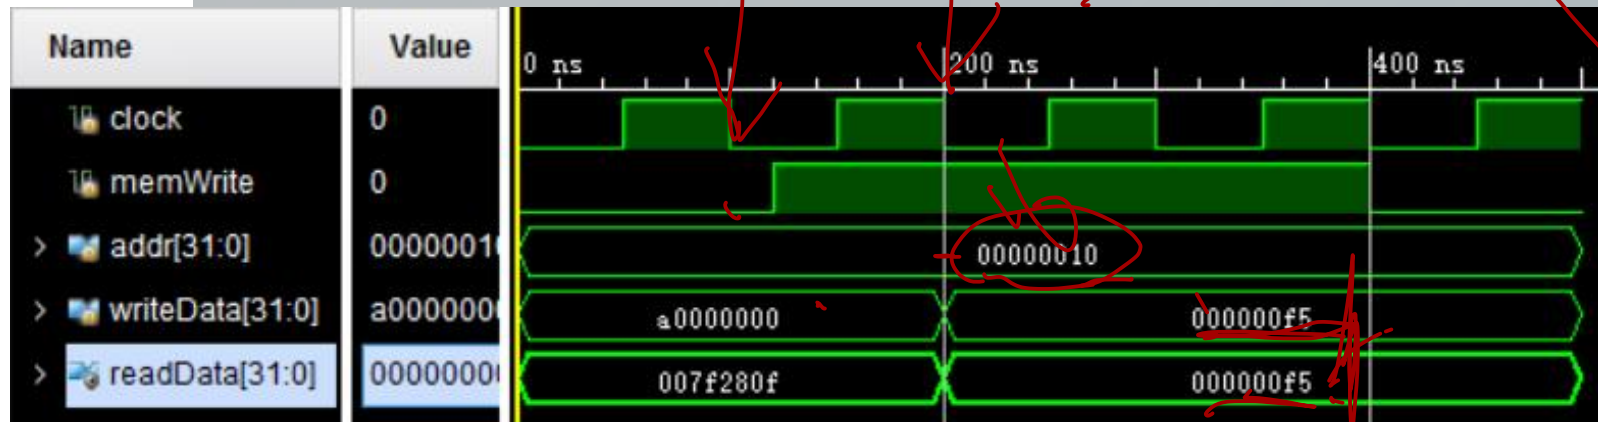 Name Value
0 ns 200 ns 400 ns
clock 0
memWrite 0
addr[31:0] 0000001 00000010
writeData[31:0] a000000 a0000000 000000f5
readData[31:0] 0000000 007f280f 000000f5